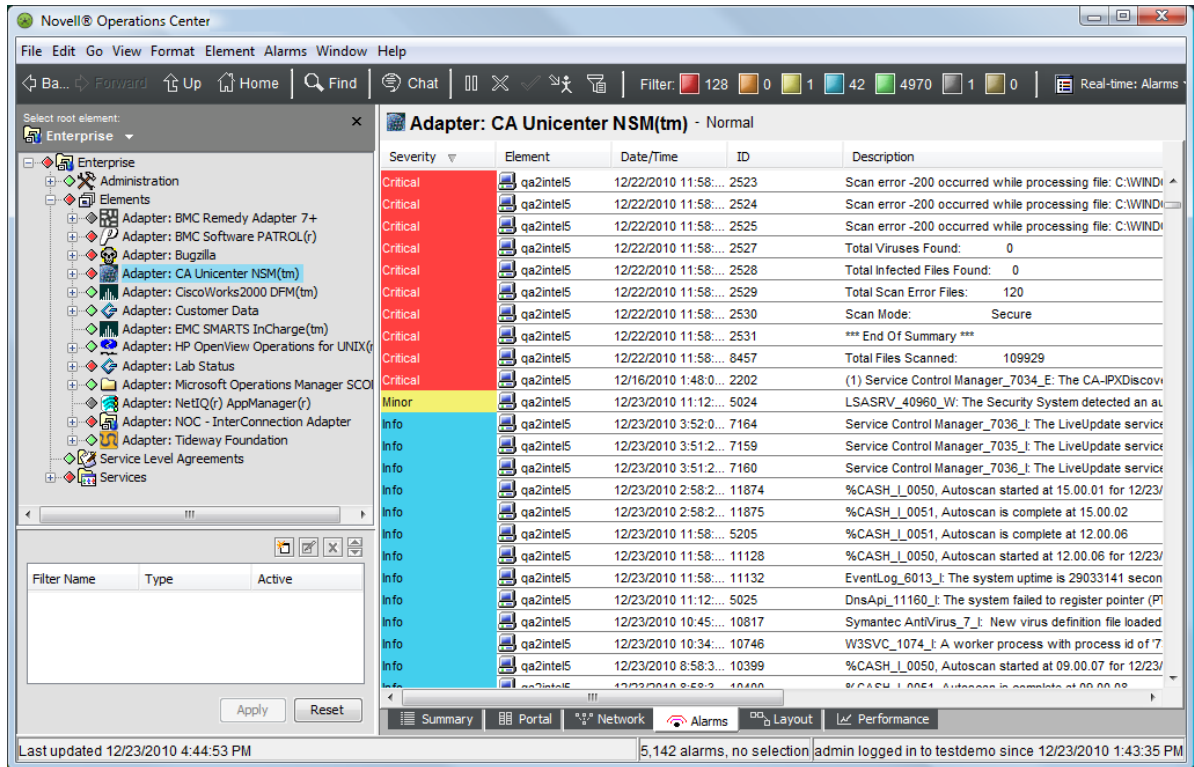 Novell® Operations Center
File Edit Go View Format Element Alarms Window Help
Ba... Forward Up Home Find Chat Filter: 128 0 1 42 4970 1 0 Real-time: Alarms
Select root element:
Enterprise
Enterprise
Administration
Elements
Adapter: BMC Remedy Adapter 7+
Adapter: BMC Software PATROL(r)
Adapter: Bugzilla
Adapter: CA Unicenter NSM(tm)
Adapter: CiscoWorks2000 DFM(tm)
Adapter: Customer Data
Adapter: EMC SMARTS InCharge(tm)
Adapter: HP OpenView Operations for UNIX(r
Adapter: Lab Status
Adapter: Microsoft Operations Manager SCO
Adapter: NetIQ(r) AppManager(r)
Adapter: NOC - InterConnection Adapter
Adapter: Tideway Foundation
Service Level Agreements
Services
Filter Name Type Active
Apply Reset
Adapter: CA Unicenter NSM(tm) - Normal
Severity Element Date/Time ID Description
Critical qa2intel5 12/22/2010 11:58:... 2523 Scan error -200 occurred while processing file: C:\WIND
Critical qa2intel5 12/22/2010 11:58:... 2524 Scan error -200 occurred while processing file: C:\WIND
Critical qa2intel5 12/22/2010 11:58:... 2525 Scan error -200 occurred while processing file: C:\WIND
Critical qa2intel5 12/22/2010 11:58:... 2527 Total Viruses Found: 0
Critical qa2intel5 12/22/2010 11:58:... 2528 Total Infected Files Found: 0
Critical qa2intel5 12/22/2010 11:58:... 2529 Total Scan Error Files: 120
Critical qa2intel5 12/22/2010 11:58:... 2530 Scan Mode: Secure
Critical qa2intel5 12/22/2010 11:58:... 2531 *** End Of Summary ***
Critical qa2intel5 12/22/2010 11:58:... 8457 Total Files Scanned: 109929
Critical qa2intel5 12/16/2010 1:48:0... 2202 (1) Service Control Manager_7034_E: The CA-IPXDiscov
Minor qa2intel5 12/23/2010 11:12:... 5024 LSASRV_40960_W: The Security System detected an au
Info qa2intel5 12/23/2010 3:52:0... 7164 Service Control Manager_7036_I: The LiveUpdate service
Info qa2intel5 12/23/2010 3:51:2... 7159 Service Control Manager_7035_I: The LiveUpdate service
Info qa2intel5 12/23/2010 3:51:2... 7160 Service Control Manager_7036_I: The LiveUpdate service
Info qa2intel5 12/23/2010 2:58:2... 11874 %CASH_I_0050, Autoscan started at 15.00.01 for 12/23/
Info qa2intel5 12/23/2010 2:58:2... 11875 %CASH_I_0051, Autoscan is complete at 15.00.02
Info qa2intel5 12/23/2010 11:58:... 5205 %CASH_I_0051, Autoscan is complete at 12.00.06
Info qa2intel5 12/23/2010 11:58:... 11128 %CASH_I_0050, Autoscan started at 12.00.06 for 12/23/
Info qa2intel5 12/23/2010 11:58:... 11132 EventLog_6013_I: The system uptime is 29033141 secon
Info qa2intel5 12/23/2010 11:12:... 5025 DnsApi_11160_I: The system failed to register pointer (PT
Info qa2intel5 12/23/2010 10:45:... 10817 Symantec AntiVirus_7_I: New virus definition file loaded
Info qa2intel5 12/23/2010 10:34:... 10746 W3SVC_1074_I: A worker process with process id of '7
Info qa2intel5 12/23/2010 8:58:3... 10399 %CASH_I_0050, Autoscan started at 09.00.07 for 12/23/
Info qa2intel5 12/23/2010 8:58:3... 10400 %CASH_I_0051, Autoscan is complete at 09.00.08
Summary Portal Network Alarms Layout Performance
Last updated 12/23/2010 4:44:53 PM 5,142 alarms, no selection admin logged in to testdemo since 12/23/2010 1:43:35 PM